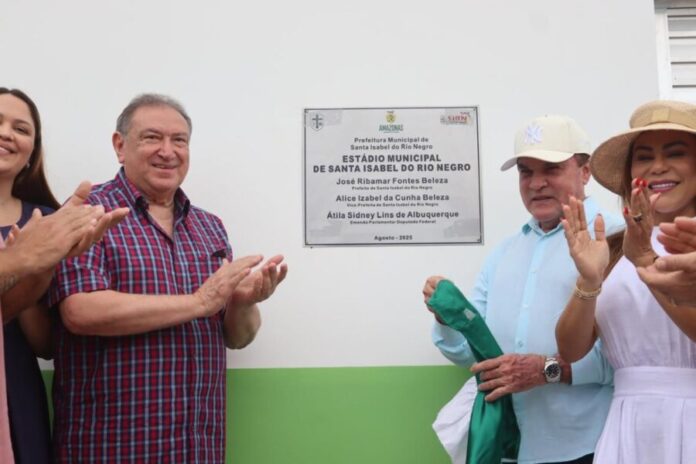 AMAZONAS
Prefeitura Municipal de
Santa Isabel do Rio Negro
ESTÁDIO MUNICIPAL
DE SANTA ISABEL DO RIO NEGRO
José Ribamar Fontes Beleza
Prefeito de Santa Isabel do Rio Negro
Alice Izabel da Cunha Beleza
Vice-Prefeita de Santa Isabel do Rio Negro
Átila Sidney Lins de Albuquerque
Emenda Parlamentar Deputado Federal
Agosto - 2025
NY